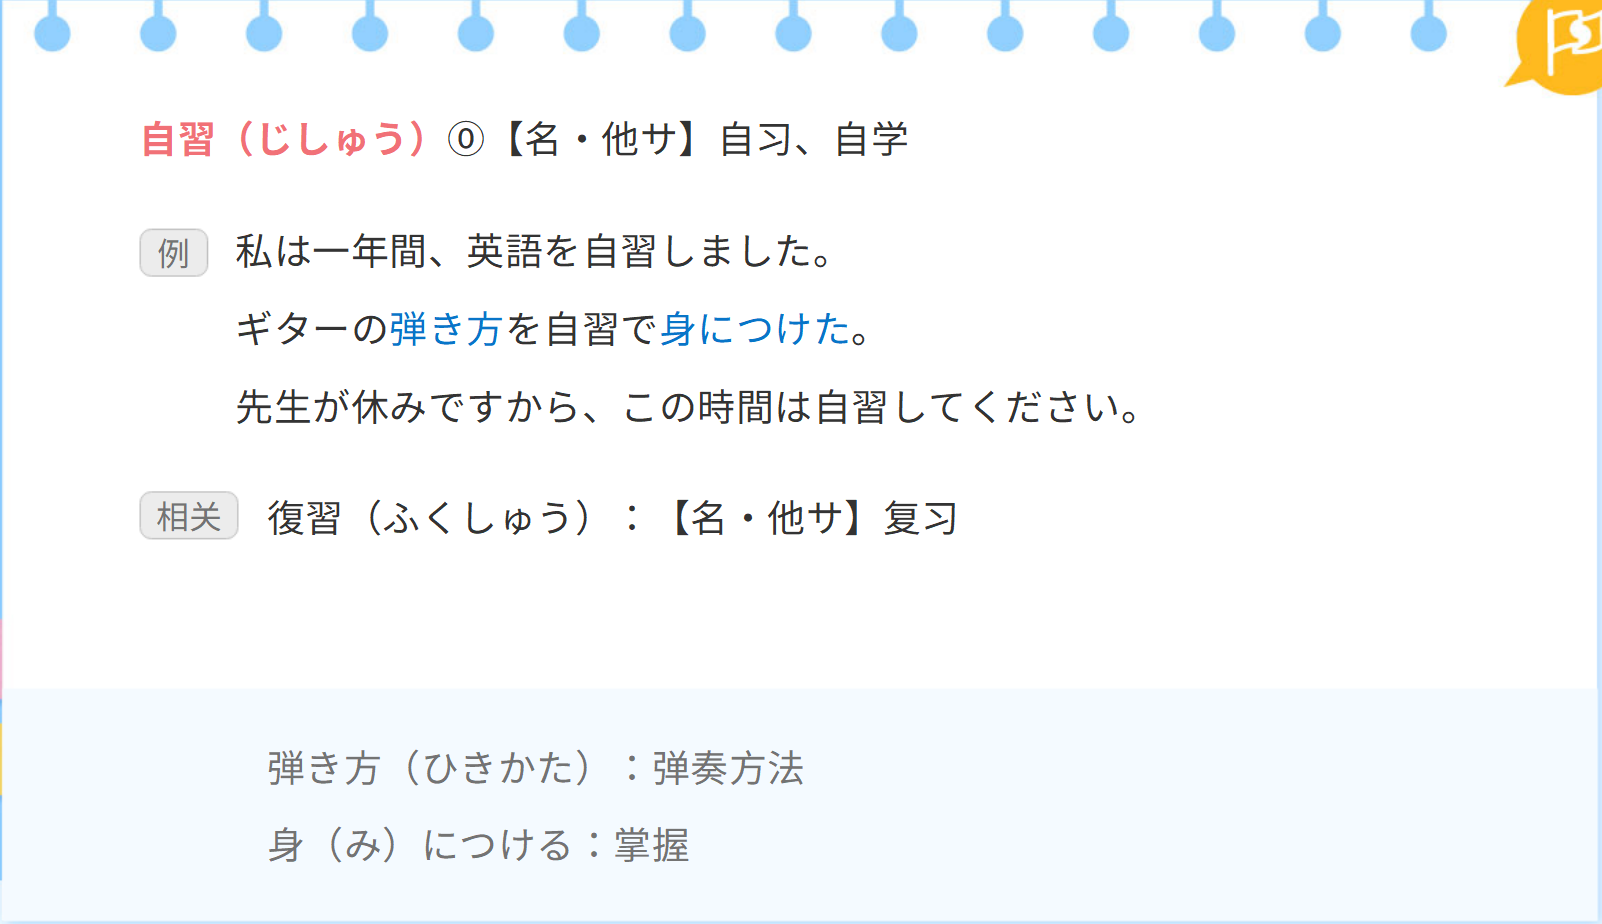 自習（じしゅう）⓪【名・他サ】自习、自学
例 私は一年間、英語を自習しました。
ギターの弾き方を自習で身につけた。
先生が休みですから、この時間は自習してください。
相关 復習（ふくしゅう）：【名・他サ】复习
弾き方（ひきかた）：弹奏方法
身（み）につける：掌握